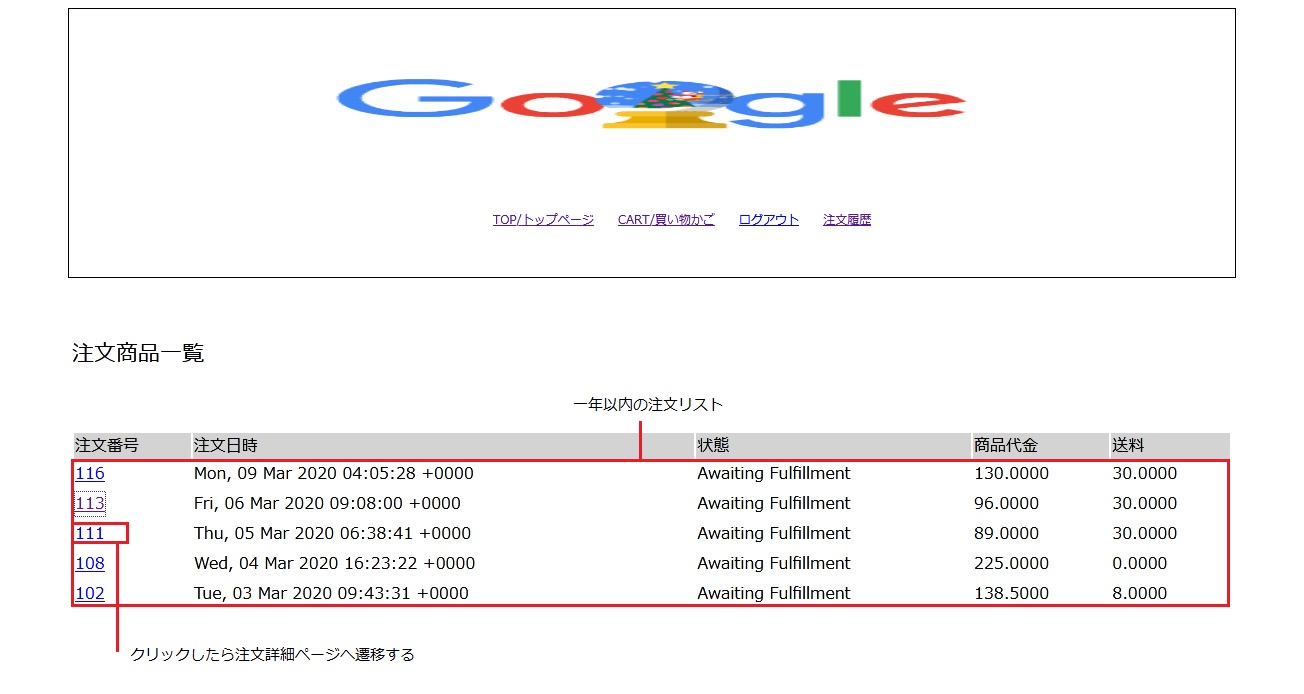 Google
TOP/トップページ CART/買い物かご ログアウト 注文履歴
注文商品一覧
一年以内の注文リスト
注文番号 注文日時 状態 商品代金 送料
116 Mon, 09 Mar 2020 04:05:28 +0000 Awaiting Fulfillment 130.0000 30.0000
113 Fri, 06 Mar 2020 09:08:00 +0000 Awaiting Fulfillment 96.0000 30.0000
111 Thu, 05 Mar 2020 06:38:41 +0000 Awaiting Fulfillment 89.0000 30.0000
108 Wed, 04 Mar 2020 16:23:22 +0000 Awaiting Fulfillment 225.0000 0.0000
102 Tue, 03 Mar 2020 09:43:31 +0000 Awaiting Fulfillment 138.5000 8.0000
クリックしたら注文詳細ページへ遷移する